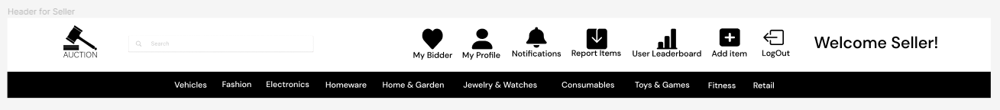 Header for Seller
AUCTION
Search
My Bidder
My Profile
Notifications
Report Items
User Leaderboard
Add item
LogOut
Welcome Seller!
Vehicles
Fashion
Electronics
Homeware
Home & Garden
Jewelry & Watches
Consumables
Toys & Games
Fitness
Retail